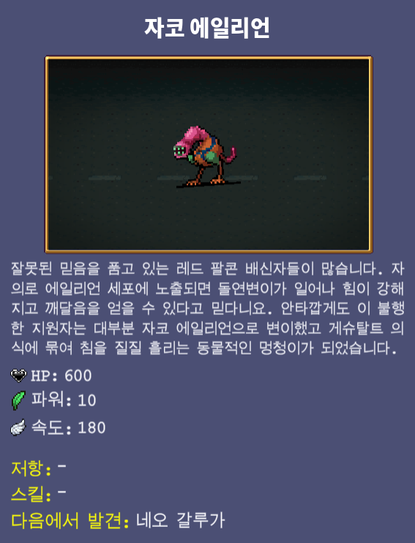 자코 에일리언
잘못된 믿음을 품고 있는 레드 팔콘 배신자들이 많습니다. 자
의로 에일리언 세포에 노출되면 돌연변이가 일어나 힘이 강해
지고 깨달음을 얻을 수 있다고 믿다니요. 안타깝게도 이 불행
한 지원자는 대부분 자코 에일리언으로 변이했고 게슈탈트 의
식에 묶여 침을 질질 흘리는 동물적인 멍청이가 되었습니다.
HP: 600
파워: 10
속도: 180
저항: -
스킬: -
다음에서 발견: 네오 갈루가